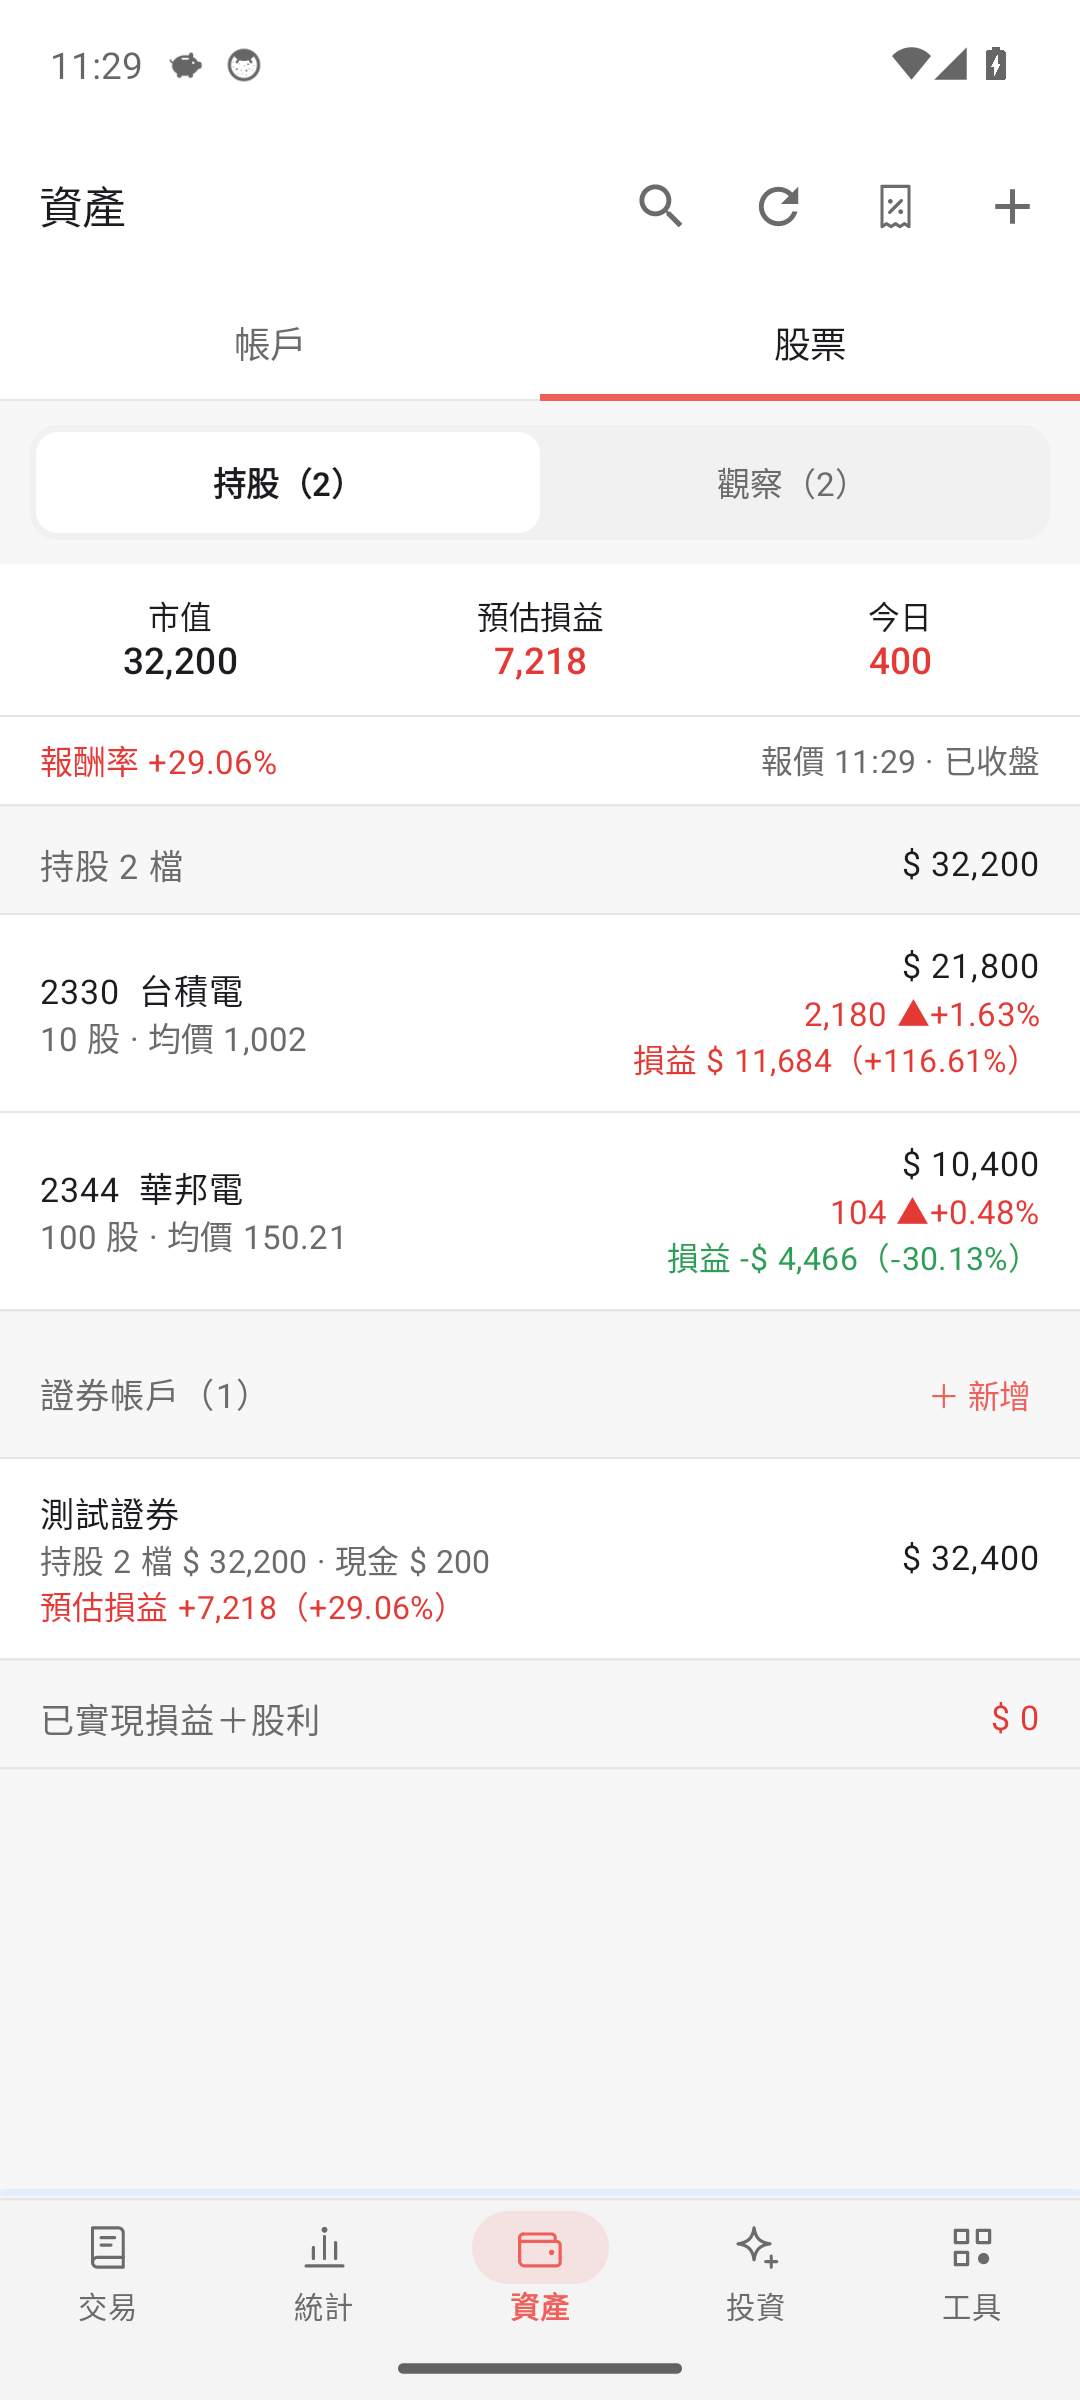 11:29
資產
帳戶 股票
持股（2） 觀察（2）
市值 預估損益 今日
32,200 7,218 400
報酬率 +29.06% 報價 11:29 · 已收盤
持股 2 檔 $ 32,200
2330 台積電 $ 21,800
10 股 · 均價 1,002 2,180 ▲+1.63%
損益 $ 11,684（+116.61%）
2344 華邦電 $ 10,400
100 股 · 均價 150.21 104 ▲+0.48%
損益 -$ 4,466（-30.13%）
證券帳戶（1） ＋ 新增
測試證券
持股 2 檔 $ 32,200 · 現金 $ 200 $ 32,400
預估損益 +7,218（+29.06%）
已實現損益＋股利 $ 0
交易 統計 資產 投資 工具